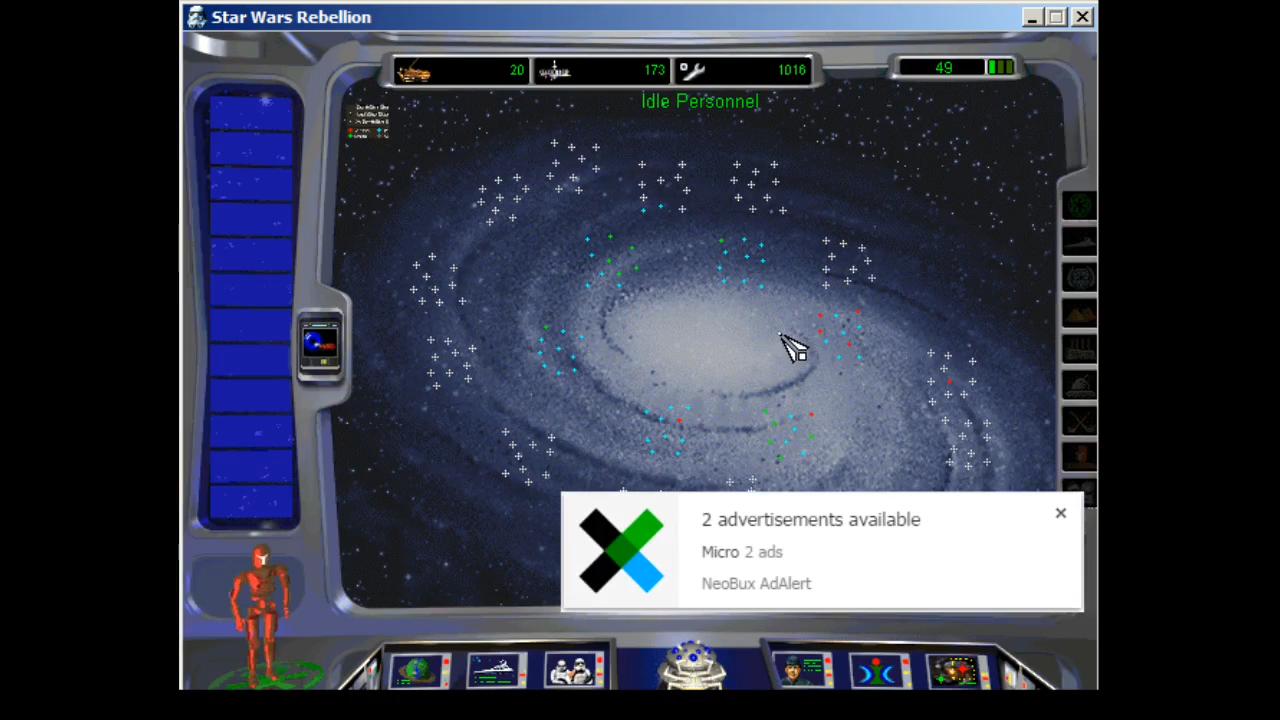 Star Wars Rebellion
20 173 1016 49
Idle Personnel
2 advertisements available
Micro 2 ads
NeoBux AdAlert